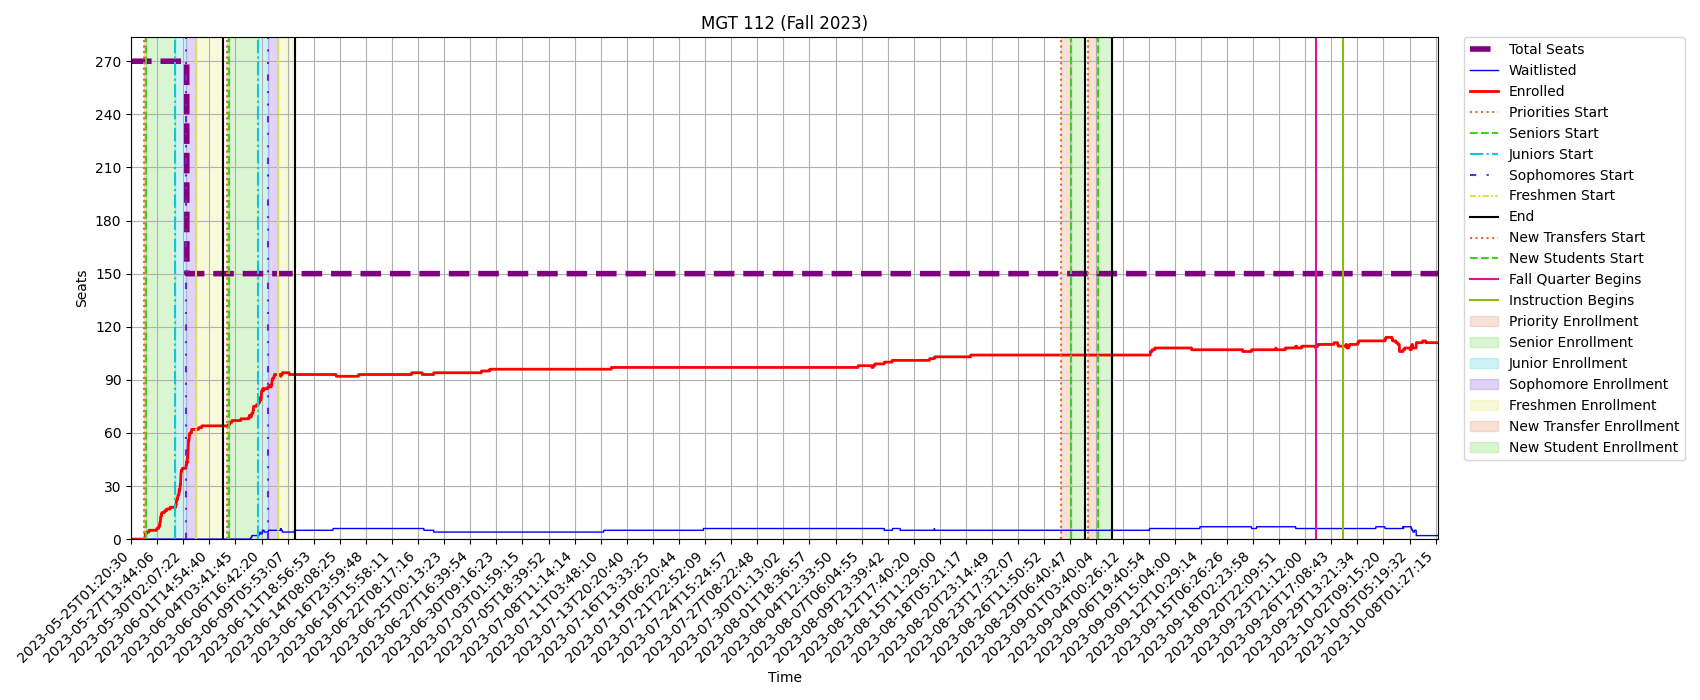 MGT 112 (Fall 2023)
Seats
270
240
210
180
150
120
90
60
30
0
2023-05-25T01:20:30
2023-05-27T13:44:06
2023-05-30T02:07:22
2023-06-01T14:54:40
2023-06-04T03:41:45
2023-06-06T16:42:20
2023-06-09T05:53:07
2023-06-11T18:56:53
2023-06-14T08:08:25
2023-06-16T23:59:48
2023-06-19T15:58:11
2023-06-22T08:17:16
2023-06-25T00:13:23
2023-06-27T16:39:54
2023-06-30T09:16:23
2023-07-03T01:59:15
2023-07-05T18:39:52
2023-07-08T11:14:14
2023-07-11T03:48:10
2023-07-13T20:20:40
2023-07-16T13:33:25
2023-07-19T06:20:44
2023-07-21T22:52:09
2023-07-24T15:24:57
2023-07-27T08:22:48
2023-07-30T01:13:02
2023-08-01T18:36:57
2023-08-04T12:33:50
2023-08-07T06:04:55
2023-08-09T23:39:42
2023-08-12T17:40:20
2023-08-15T11:29:00
2023-08-18T05:21:17
2023-08-20T23:14:49
2023-08-23T17:32:07
2023-08-26T11:50:52
2023-08-29T06:40:47
2023-09-01T03:40:04
2023-09-04T00:26:12
2023-09-06T19:40:54
2023-09-09T15:04:00
2023-09-12T10:29:14
2023-09-15T06:26:26
2023-09-18T02:23:58
2023-09-20T22:09:51
2023-09-23T21:12:00
2023-09-26T17:08:43
2023-09-29T13:21:34
2023-10-02T09:15:20
2023-10-05T05:19:32
2023-10-08T01:27:15
Time
Total Seats
Waitlisted
Enrolled
Priorities Start
Seniors Start
Juniors Start
Sophomores Start
Freshmen Start
End
New Transfers Start
New Students Start
Fall Quarter Begins
Instruction Begins
Priority Enrollment
Senior Enrollment
Junior Enrollment
Sophomore Enrollment
Freshmen Enrollment
New Transfer Enrollment
New Student Enrollment